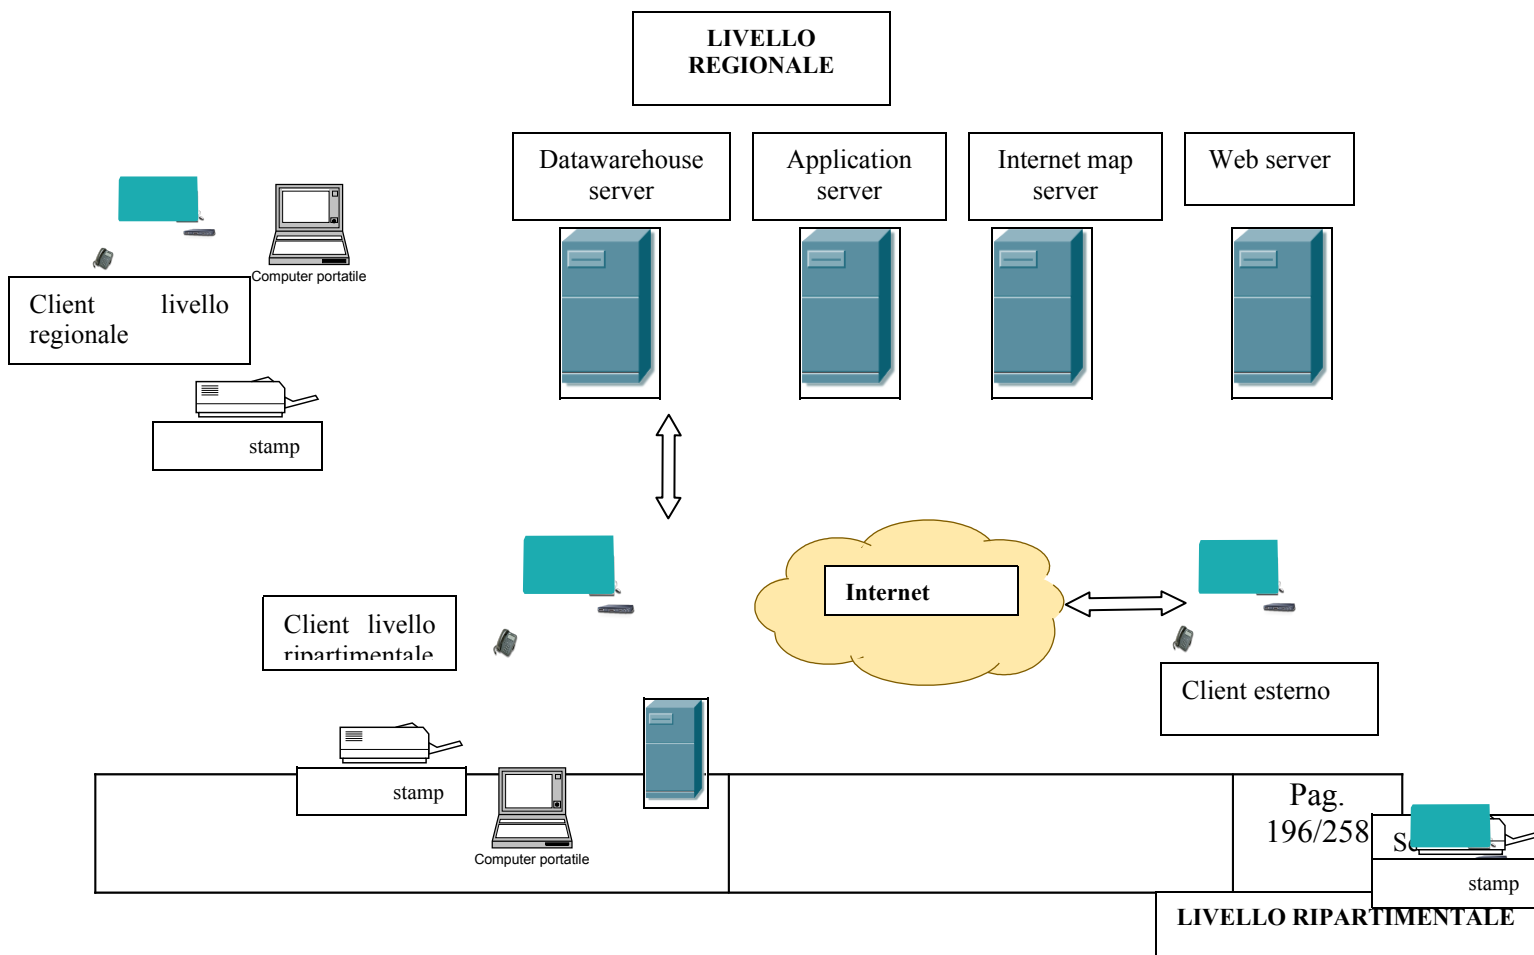 LIVELLO
REGIONALE
Datawarehouse
server
Application
server
Internet map
server
Web server
Computer portatile
Client livello
regionale
stamp
Internet
Client livello
ripartimentale
Client esterno
stamp
Computer portatile
Pag.
196/258
stamp
LIVELLO RIPARTIMENTALE